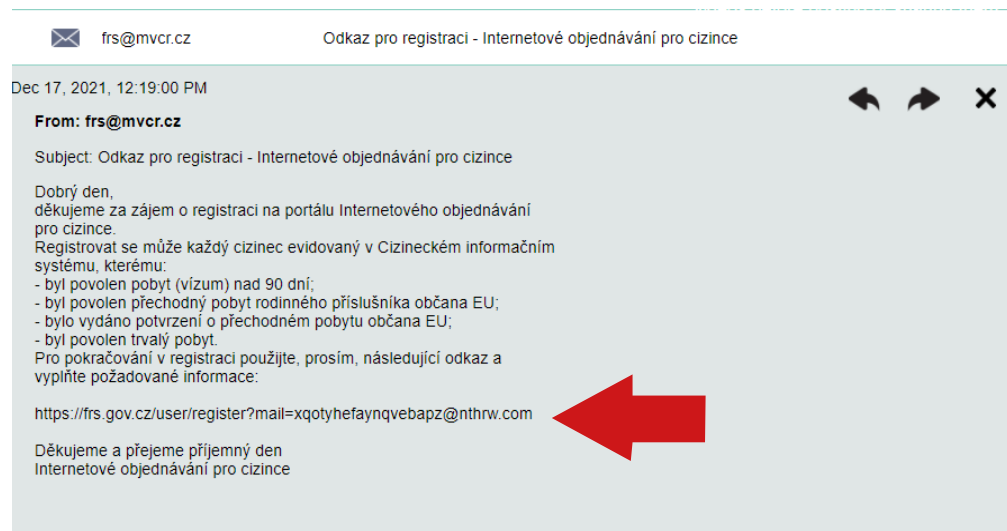 frs@mvcr.cz Odkaz pro registraci - Internetové objednávání pro cizince
Dec 17, 2021, 12:19:00 PM
From: frs@mvcr.cz
Subject: Odkaz pro registraci - Internetové objednávání pro cizince
Dobrý den,
děkujeme za zájem o registraci na portálu Internetového objednávání
pro cizince.
Registrovat se může každý cizinec evidovaný v Cizineckém informačním
systému, kterému:
- byl povolen pobyt (vízum) nad 90 dní;
- byl povolen přechodný pobyt rodinného příslušníka občana EU;
- bylo vydáno potvrzení o přechodném pobytu občana EU;
- byl povolen trvalý pobyt.
Pro pokračování v registraci použijte, prosím, následující odkaz a
vyplňte požadované informace:
https://frs.gov.cz/user/register?mail=xqotyhefaynqvebapz@nthrw.com
Děkujeme a přejeme příjemný den
Internetové objednávání pro cizince